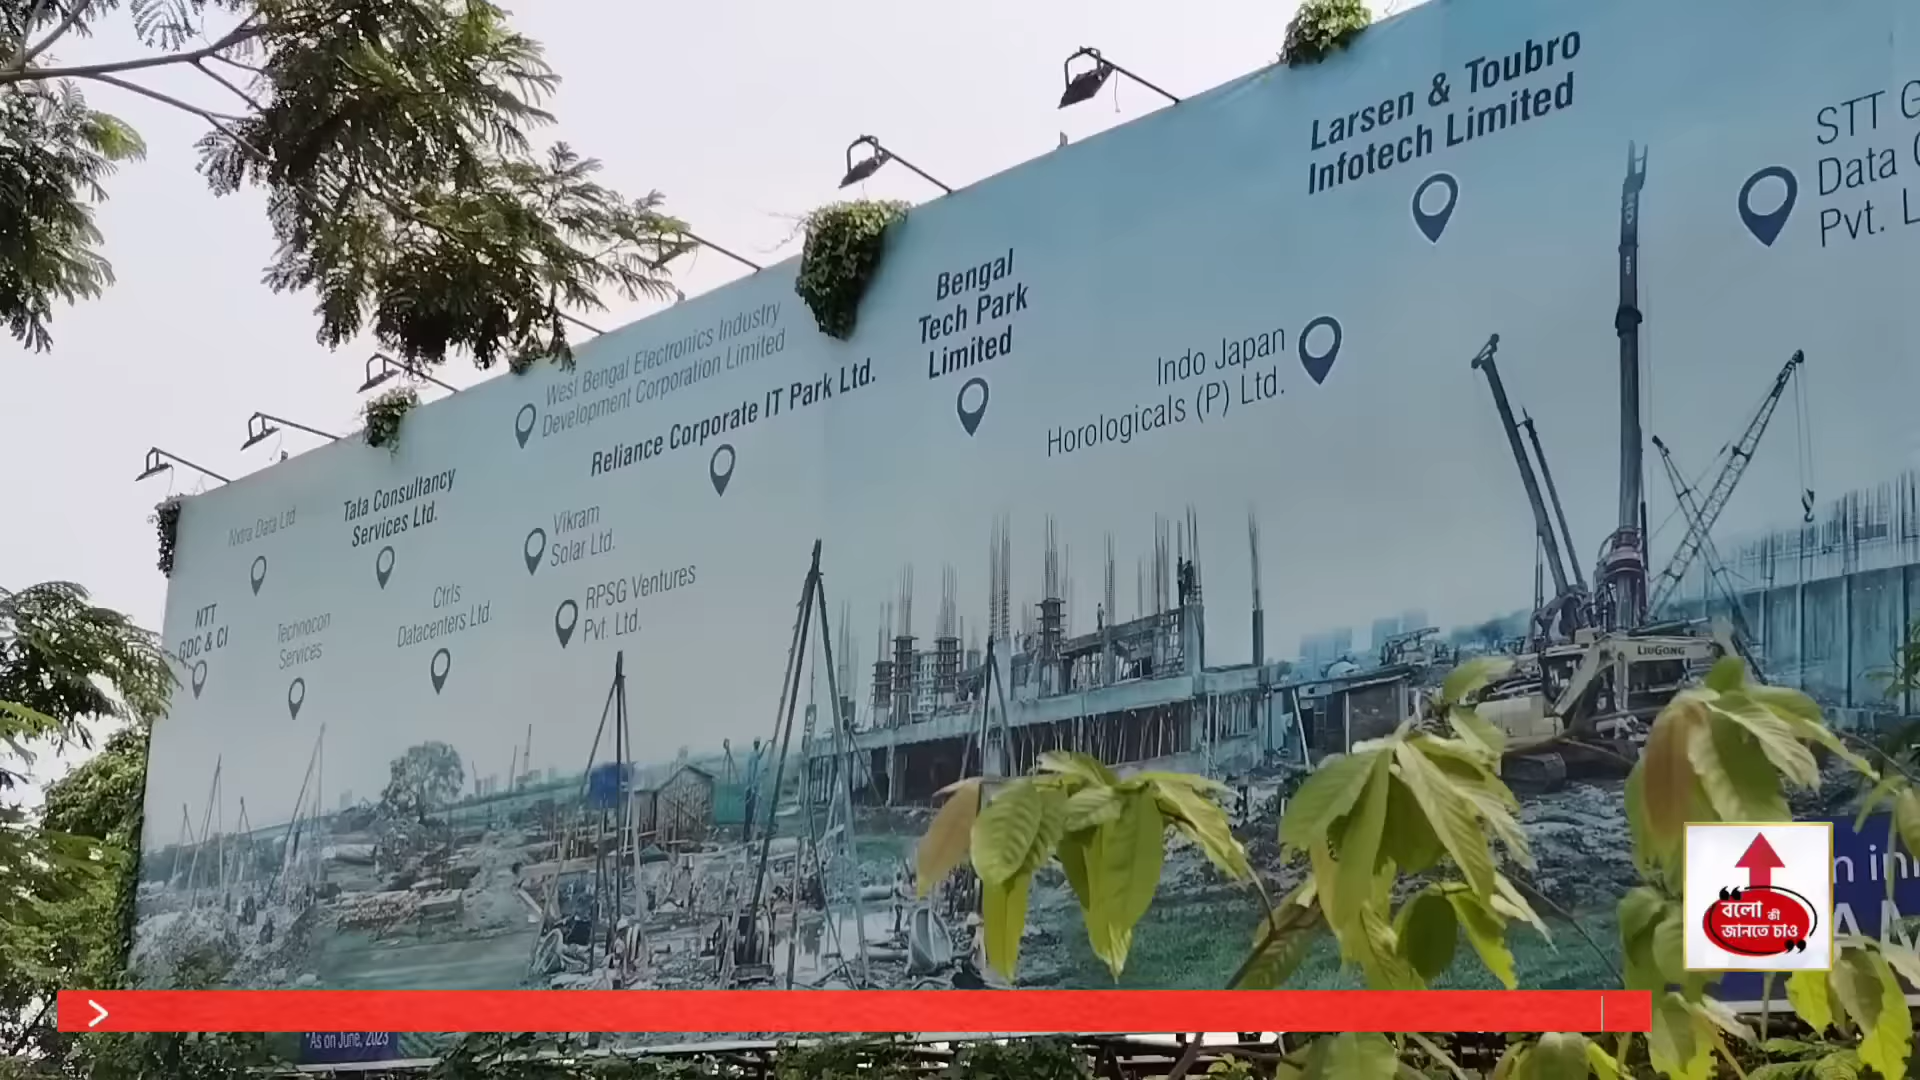 Larsen & Toubro
Infotech Limited
STT G
Data
Pvt. L
Bengal
Tech Park
Limited
Indo Japan
Horologicals (P) Ltd.
West Bengal Electronics Industry
Development Corporation Limited
Reliance Corporate IT Park Ltd.
Tata Consultancy
Services Ltd.
Nxtra Data Ltd
Vikram
Solar Ltd.
RPSG Ventures
Pvt. Ltd.
Ctrls
Datacenters Ltd.
NTT
GDC & CI
Technocon
Services
LIUGONG
বলো কী
জানতে চাও
*As on June, 2023